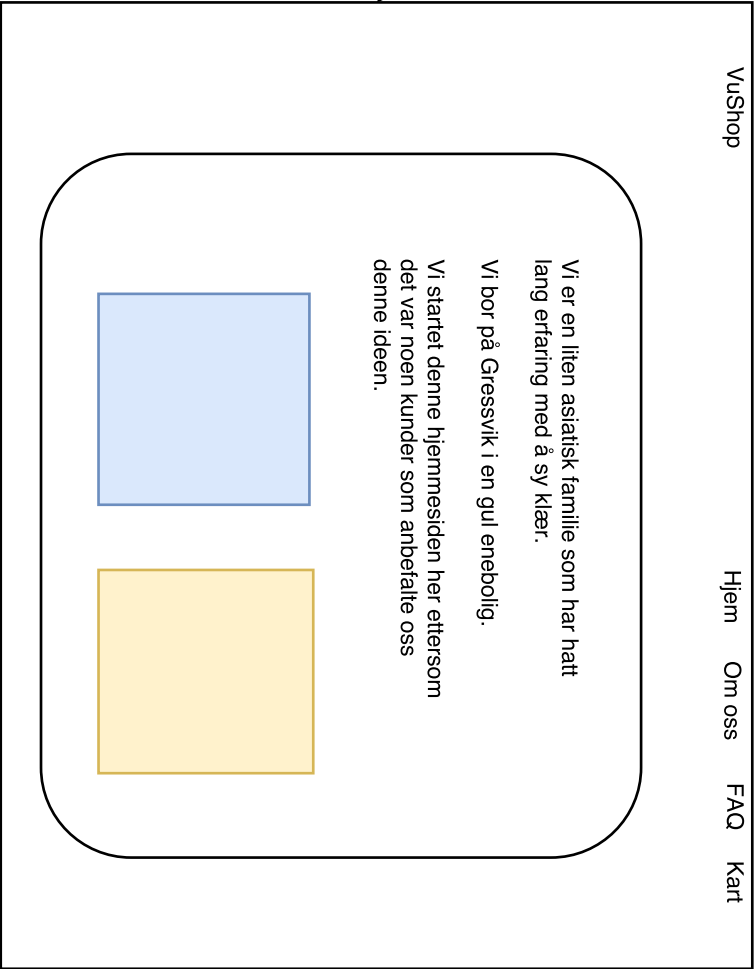 VuShop
Hjem
Om oss
FAQ
Kart
Vi er en liten asiatisk familie som har hatt
lang erfaring med å sy klær.
Vi bor på Gressvik i en gul enebolig.
Vi startet denne hjemmesiden her ettersom
det var noen kunder som anbefalte oss
denne ideen.